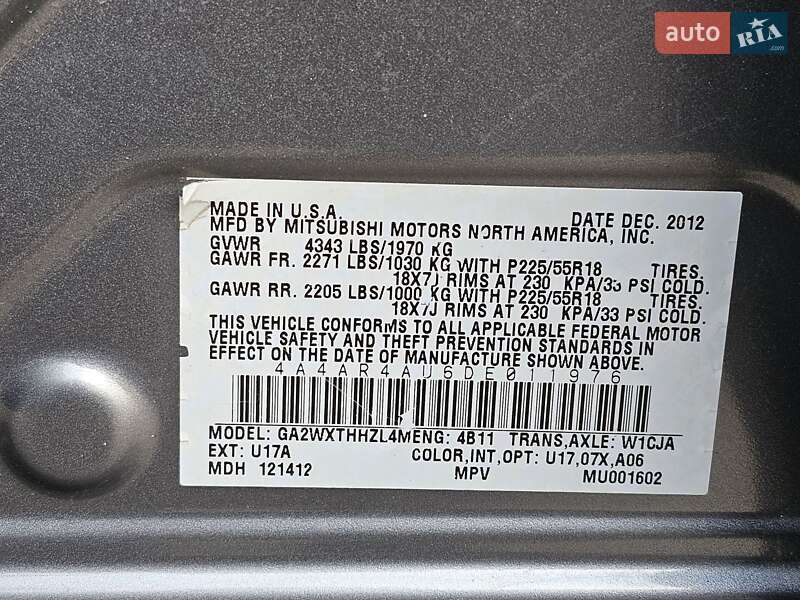 auto RIA.com
MADE IN U.S.A. DATE DEC. 2012
MFD BY MITSUBISHI MOTORS NORTH AMERICA, INC.
GVWR 4343 LBS/1970 KG
GAWR FR. 2271 LBS/1030 KG WITH P225/55R18 TIRES.
18X7J RIMS AT 230 KPA/33 PSI COLD.
GAWR RR. 2205 LBS/1000 KG WITH P225/55R18 TIRES.
18X7J RIMS AT 230 KPA/33 PSI COLD.
THIS VEHICLE CONFORMS TO ALL APPLICABLE FEDERAL MOTOR
VEHICLE SAFETY AND THEFT PREVENTION STANDARDS IN
EFFECT ON THE DATE OF MANUFACTURE SHOWN ABOVE.
4A4AR4AU6DE011976
MODEL: GA2WXTHHZL4MENG: 4B11 TRANS,AXLE: W1CJA
EXT: U17A COLOR,INT,OPT: U17,07X,A06
MDH 121412 MPV MU001602